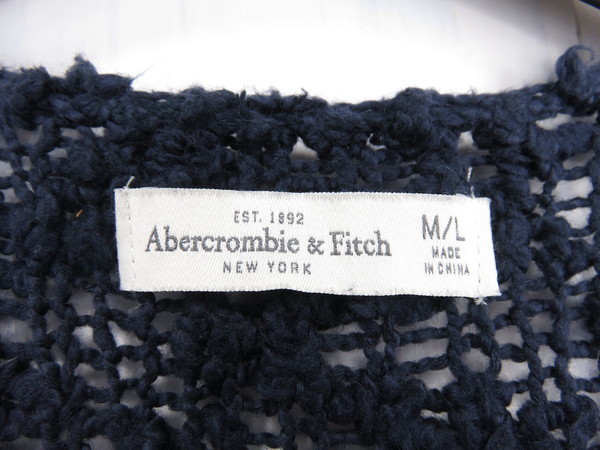 EST. 1892
Abercrombie & Fitch
NEW YORK
M/L
MADE
IN CHINA